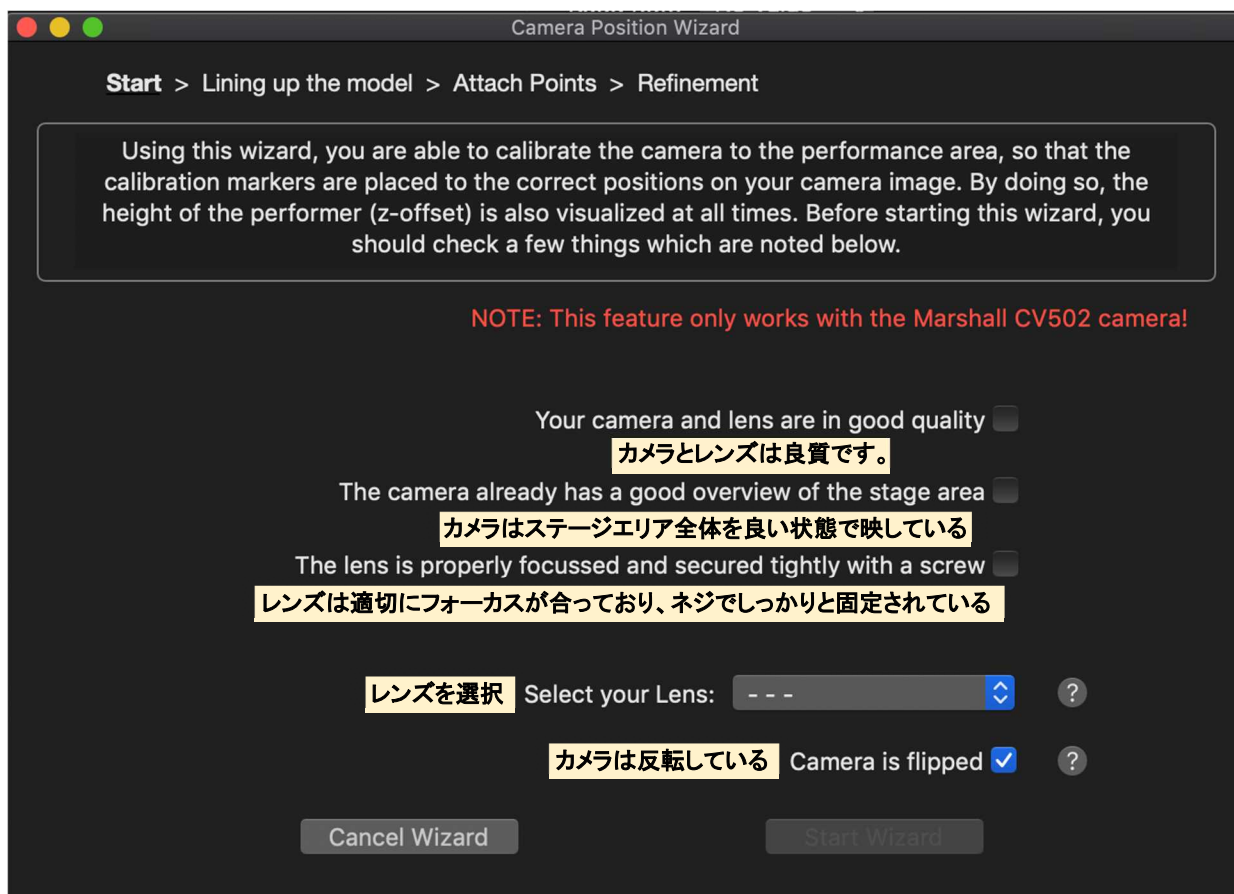 Camera Position Wizard
Start > Lining up the model > Attach Points > Refinement
Using this wizard, you are able to calibrate the camera to the performance area, so that the
calibration markers are placed to the correct positions on your camera image. By doing so, the
height of the performer (z-offset) is also visualized at all times. Before starting this wizard, you
should check a few things which are noted below.
NOTE: This feature only works with the Marshall CV502 camera!
Your camera and lens are in good quality
カメラとレンズは良質です。
The camera already has a good overview of the stage area
カメラはステージエリア全体を良い状態で映している
The lens is properly focussed and secured tightly with a screw
レンズは適切にフォーカスが合っており、ネジでしっかりと固定されている
レンズを選択 Select your Lens: - - - ?
カメラは反転している Camera is flipped ?
Cancel Wizard Start Wizard